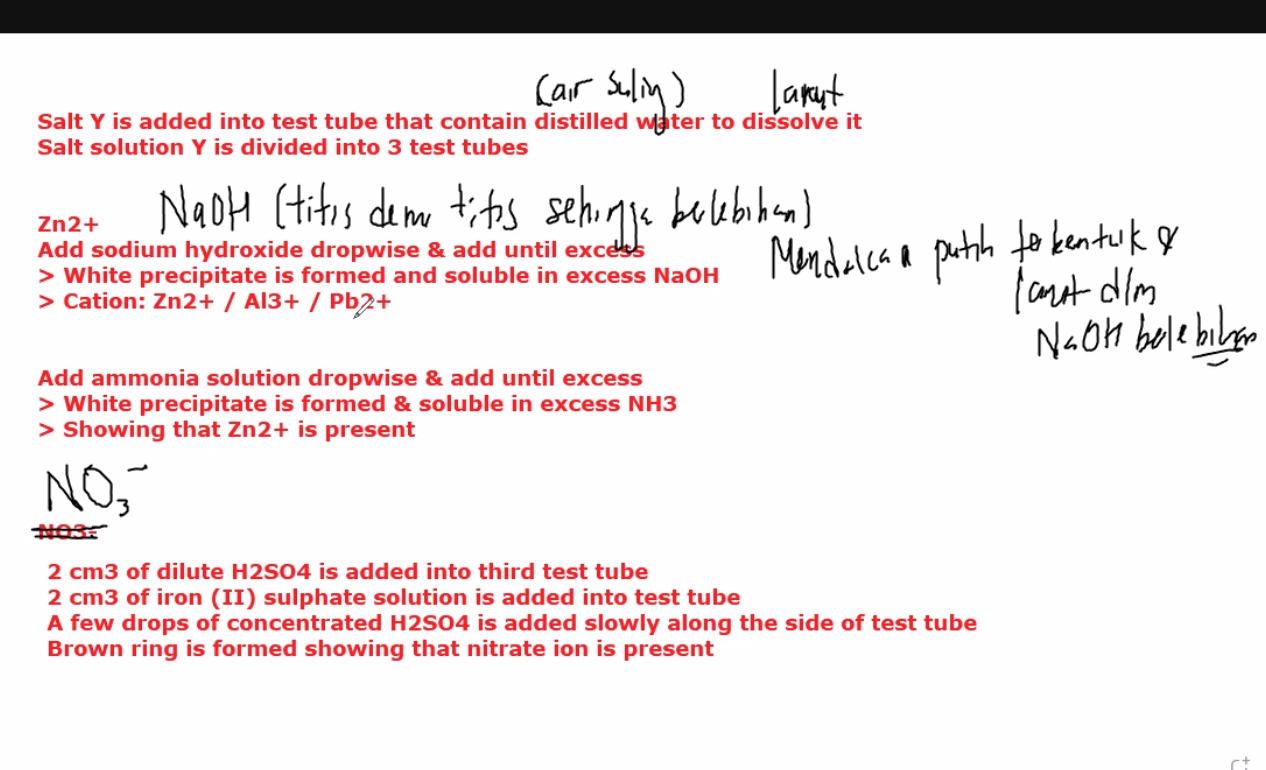 (air suling) larut
Salt Y is added into test tube that contain distilled water to dissolve it
Salt solution Y is divided into 3 test tubes
NaOH (titis demi titis sehingga belebihan)
Zn2+
Add sodium hydroxide dropwise & add until excess
> White precipitate is formed and soluble in excess NaOH
> Cation: Zn2+ / Al3+ / Pb2+
Mendakan putih terbentuk &
larut dlm
NaOH belebihan
Add ammonia solution dropwise & add until excess
> White precipitate is formed & soluble in excess NH3
> Showing that Zn2+ is present
NO3-
NO3-
2 cm3 of dilute H2SO4 is added into third test tube
2 cm3 of iron (II) sulphate solution is added into test tube
A few drops of concentrated H2SO4 is added slowly along the side of test tube
Brown ring is formed showing that nitrate ion is present